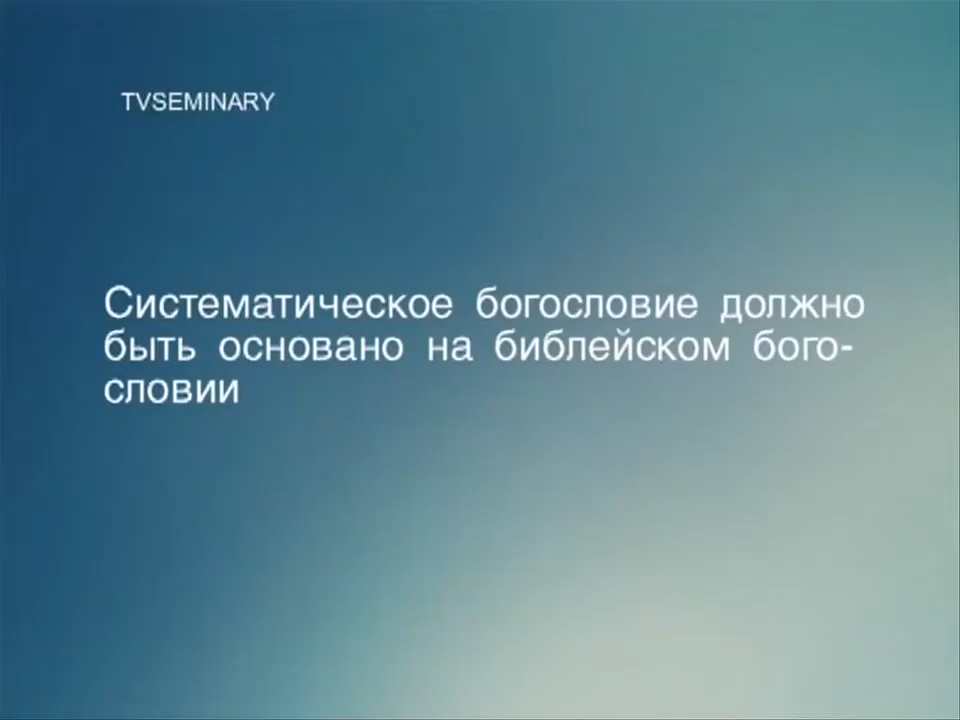 TVSEMINARY
Систематическое богословие должно
быть основано на библейском бого-
словии